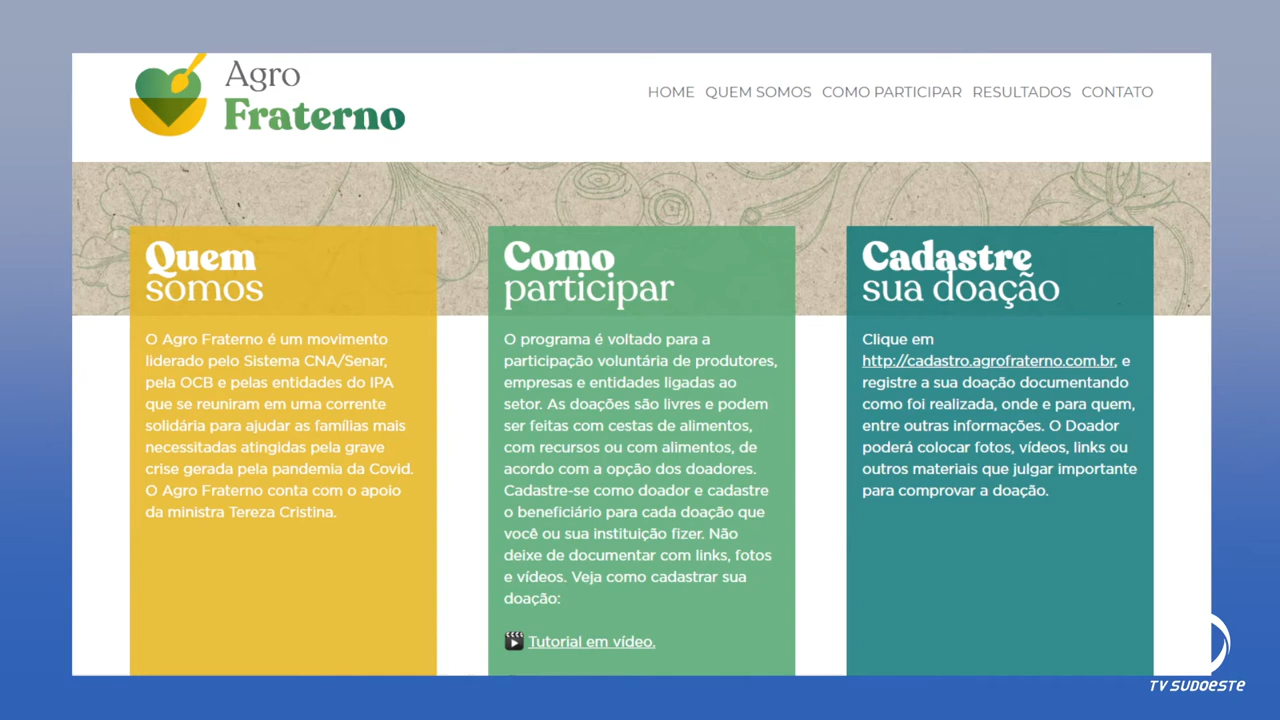 Agro
Fraterno
HOME QUEM SOMOS COMO PARTICIPAR RESULTADOS CONTATO
Quem
somos
O Agro Fraterno é um movimento
liderado pelo Sistema CNA/Senar,
pela OCB e pelas entidades do IPA
que se reuniram em uma corrente
solidária para ajudar as famílias mais
necessitadas atingidas pela grave
crise gerada pela pandemia da Covid.
O Agro Fraterno conta com o apoio
da ministra Tereza Cristina.
Como
participar
O programa é voltado para a
participação voluntária de produtores,
empresas e entidades ligadas ao
setor. As doações são livres e podem
ser feitas com cestas de alimentos,
com recursos ou com alimentos, de
acordo com a opção dos doadores.
Cadastre-se como doador e cadastre
o beneficiário para cada doação que
você ou sua instituição fizer. Não
deixe de documentar com links, fotos
e vídeos. Veja como cadastrar sua
doação:
Tutorial em vídeo.
Cadastre
sua doação
Clique em
http://cadastro.agrofraterno.com.br, e
registre a sua doação documentando
como foi realizada, onde e para quem,
entre outras informações. O Doador
poderá colocar fotos, vídeos, links ou
outros materiais que julgar importante
para comprovar a doação.
TV SUDOESTE